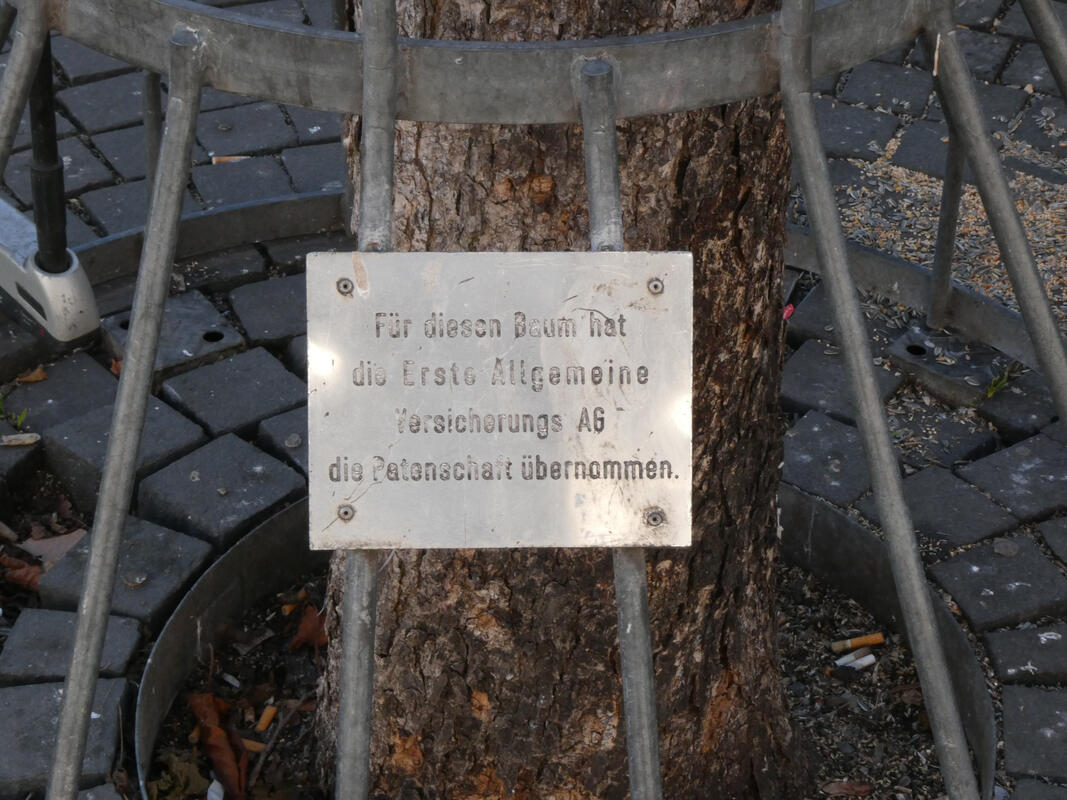 Für diesen Baum hat
die Erste Allgemeine
Versicherungs AG
die Patenschaft übernommen.